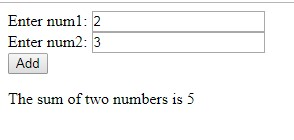 Enter num1: 2
Enter num2: 3
Add
The sum of two numbers is 5